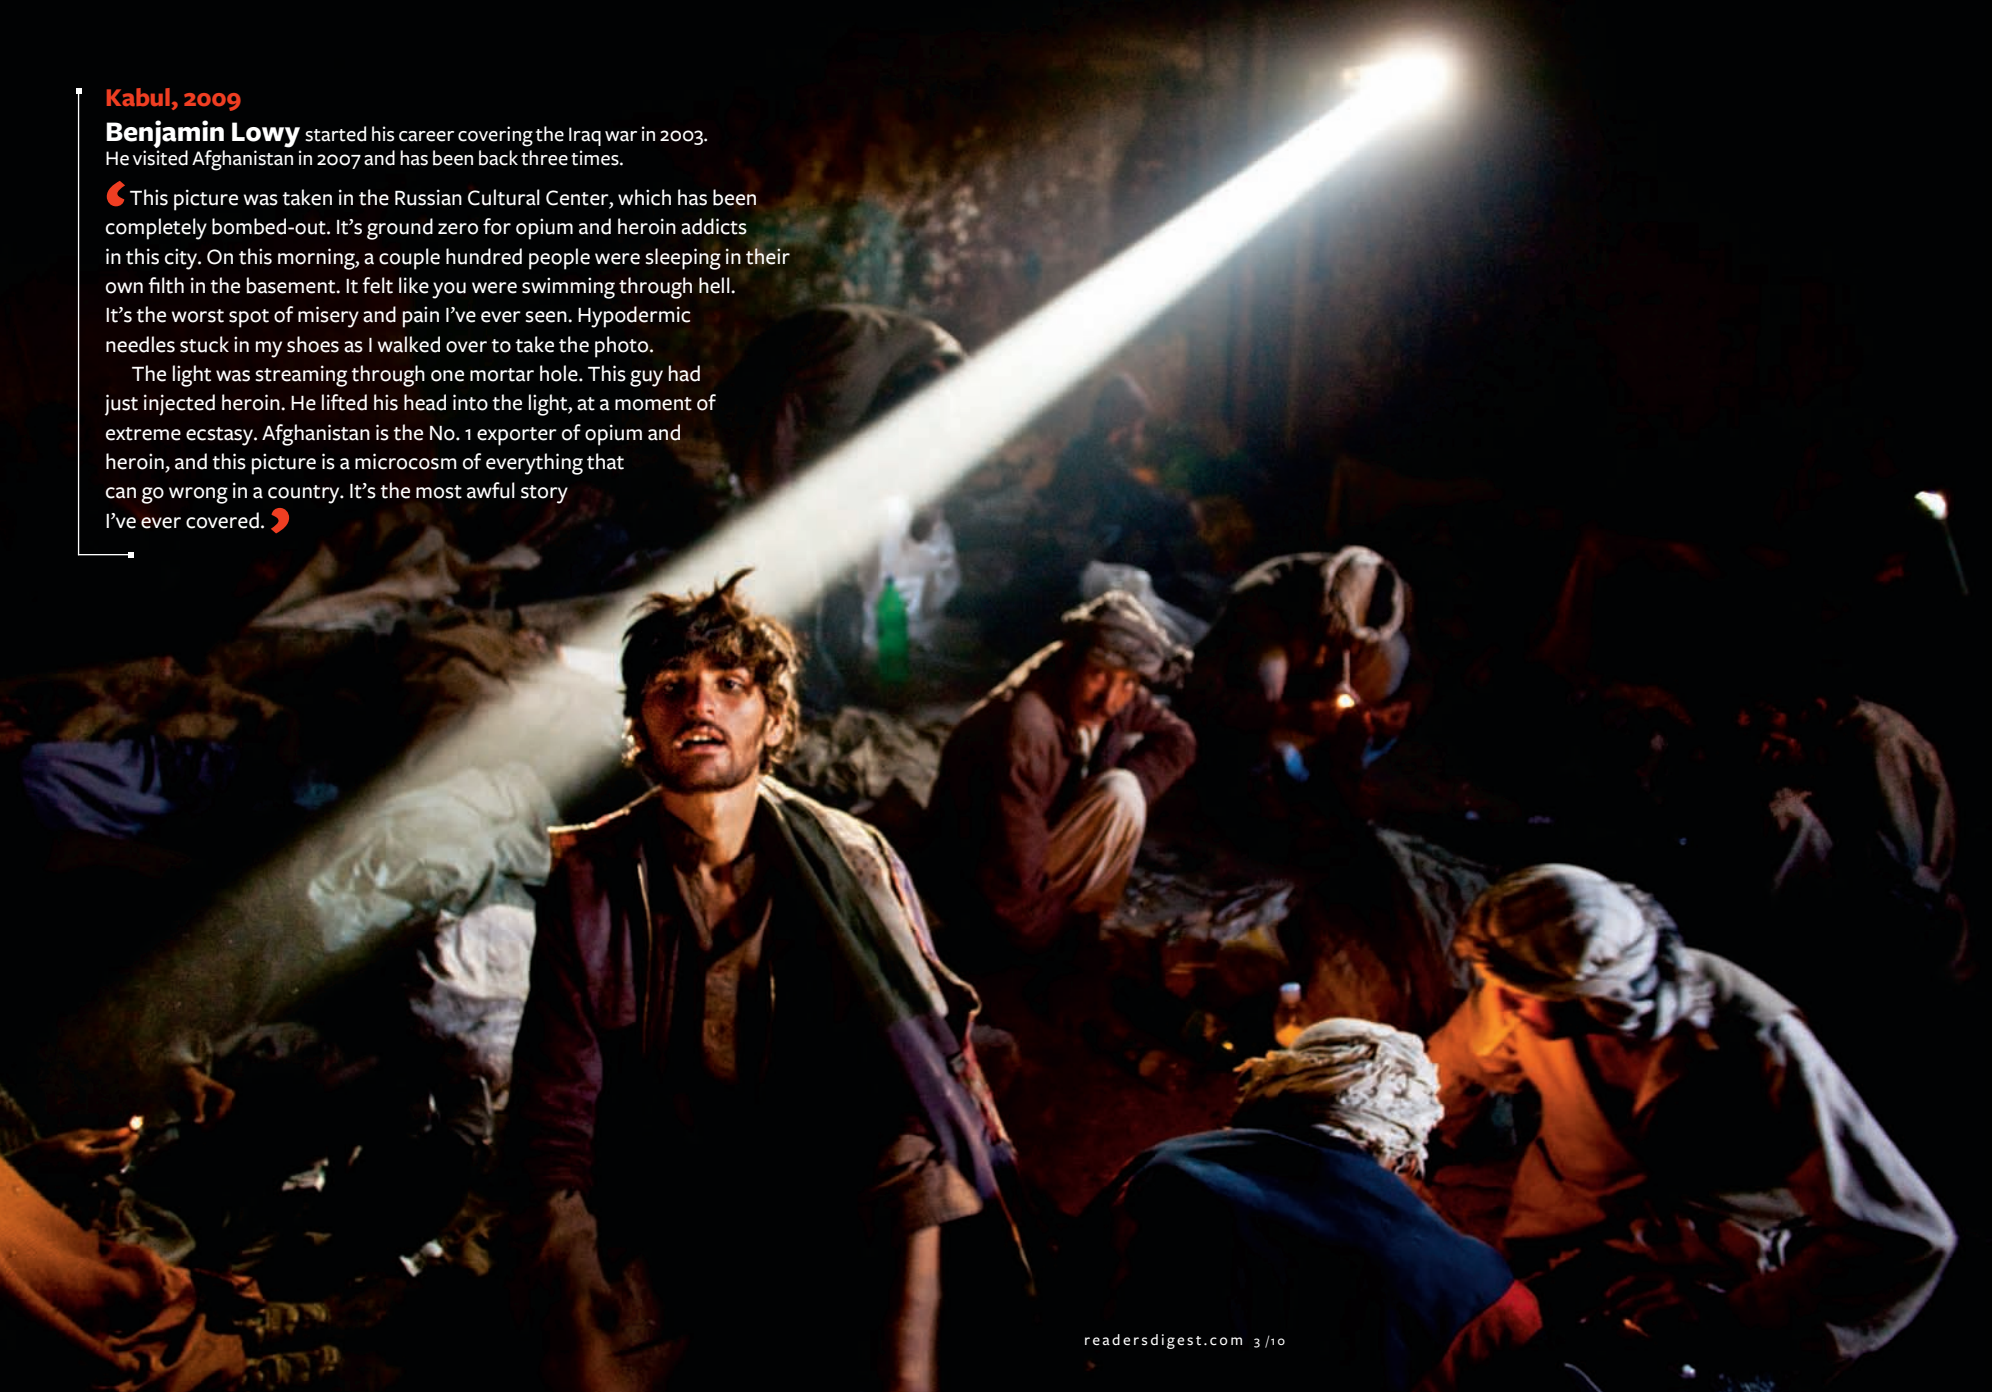 Kabul, 2009
Benjamin Lowy started his career covering the Iraq war in 2003.
He visited Afghanistan in 2007 and has been back three times.
‘This picture was taken in the Russian Cultural Center, which has been
completely bombed-out. It’s ground zero for opium and heroin addicts
in this city. On this morning, a couple hundred people were sleeping in their
own filth in the basement. It felt like you were swimming through hell.
It’s the worst spot of misery and pain I’ve ever seen. Hypodermic
needles stuck in my shoes as I walked over to take the photo.
The light was streaming through one mortar hole. This guy had
just injected heroin. He lifted his head into the light, at a moment of
extreme ecstasy. Afghanistan is the No. 1 exporter of opium and
heroin, and this picture is a microcosm of everything that
can go wrong in a country. It’s the most awful story
I’ve ever covered.’
readersdigest.com 3/10